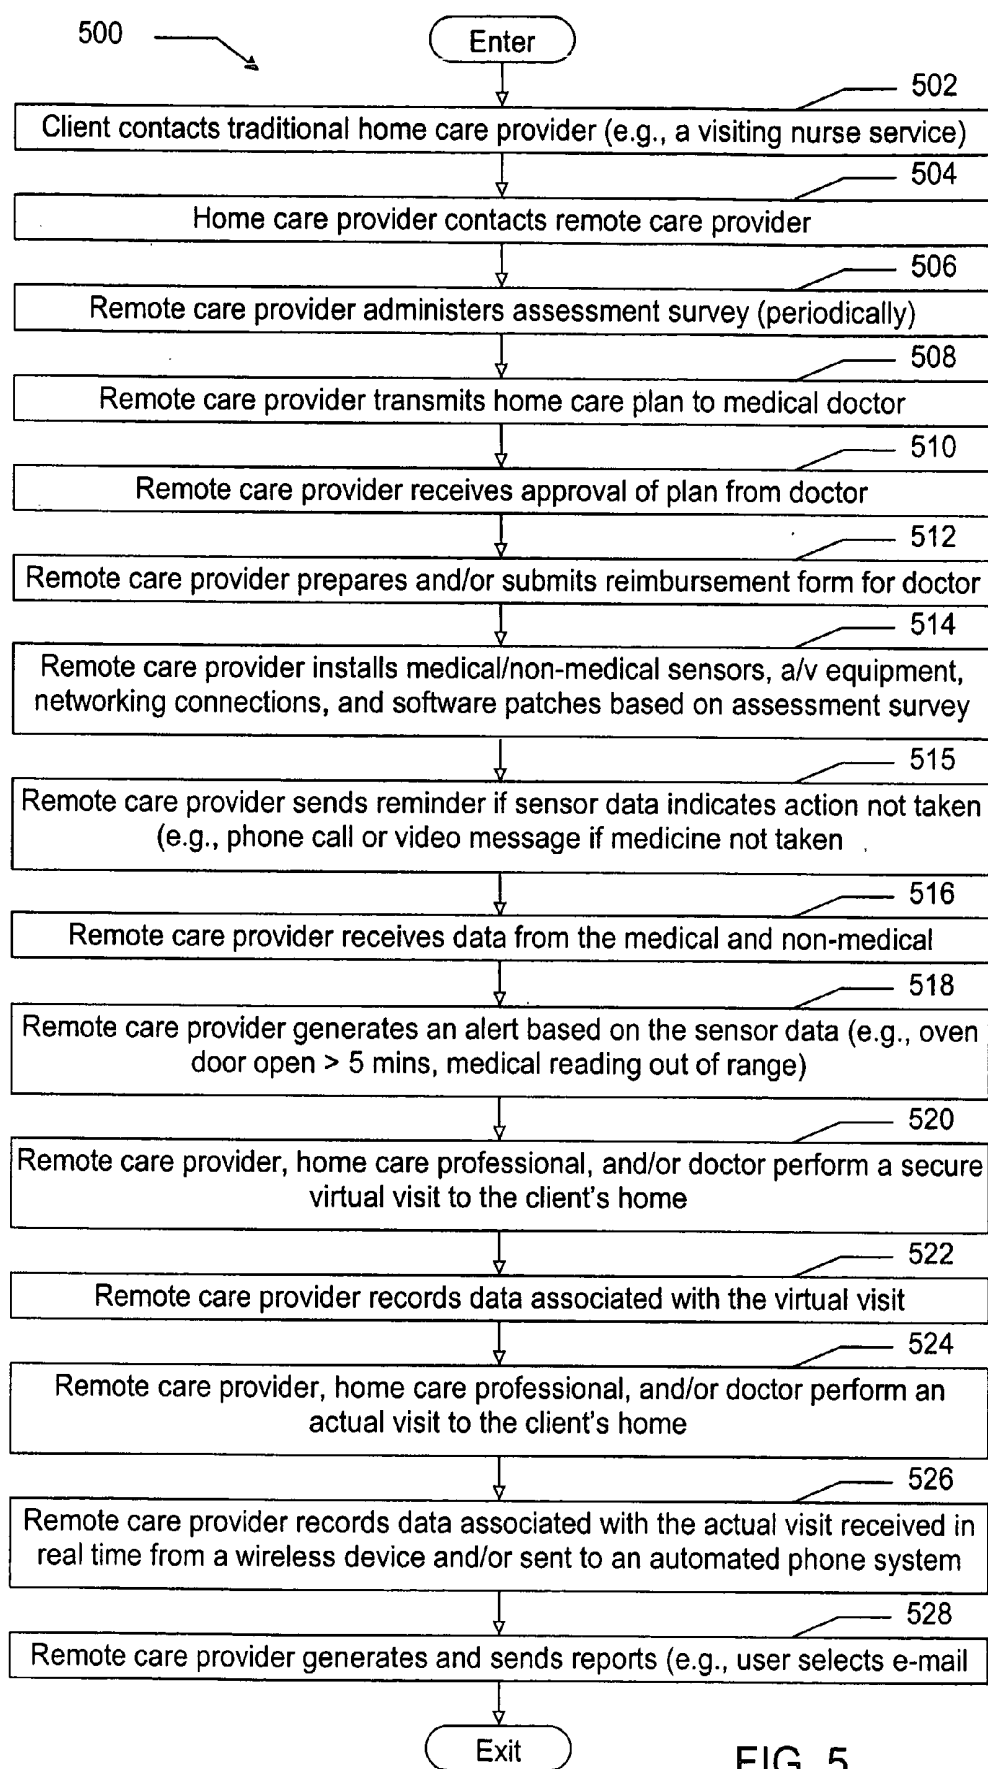 500
Enter
502
Client contacts traditional home care provider (e.g., a visiting nurse service)
504
Home care provider contacts remote care provider
506
Remote care provider administers assessment survey (periodically)
508
Remote care provider transmits home care plan to medical doctor
510
Remote care provider receives approval of plan from doctor
512
Remote care provider prepares and/or submits reimbursement form for doctor
514
Remote care provider installs medical/non-medical sensors, a/v equipment,
networking connections, and software patches based on assessment survey
515
Remote care provider sends reminder if sensor data indicates action not taken
(e.g., phone call or video message if medicine not taken
516
Remote care provider receives data from the medical and non-medical
518
Remote care provider generates an alert based on the sensor data (e.g., oven
door open > 5 mins, medical reading out of range)
520
Remote care provider, home care professional, and/or doctor perform a secure
virtual visit to the client's home
522
Remote care provider records data associated with the virtual visit
524
Remote care provider, home care professional, and/or doctor perform an
actual visit to the client's home
526
Remote care provider records data associated with the actual visit received in
real time from a wireless device and/or sent to an automated phone system
528
Remote care provider generates and sends reports (e.g., user selects e-mail
Exit
FIG. 5